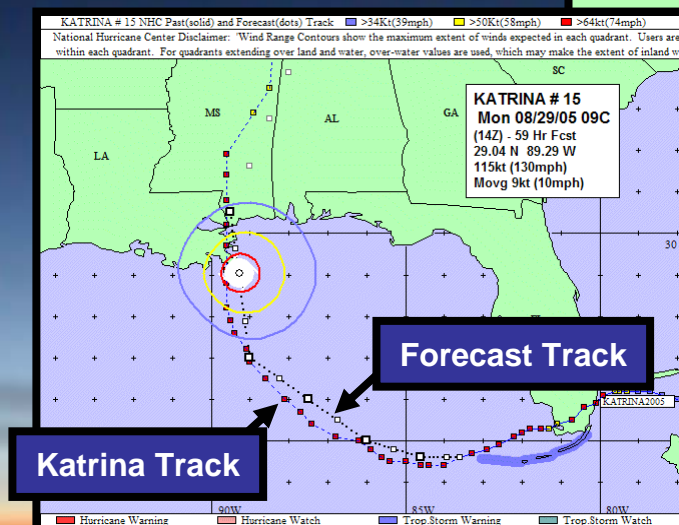 KATRINA # 15 NHC Past(solid) and Forecast(dots) Track >34Kt(39mph) >50Kt(58mph) >64kt(74mph)
National Hurricane Center Disclaimer: "Wind Range Contours show the maximum extent of winds expected in each quadrant. Users are
within each quadrant. For quadrants extending over land and water, over-water values are used, which may make the extent of inland w
SC
MS
AL
GA
LA
KATRINA # 15
Mon 08/29/05 09C
(14Z) - 59 Hr Fcst
29.04 N 89.29 W
115kt (130mph)
Movg 9kt (10mph)
30
Forecast Track
KATRINA2005
Katrina Track
90W
85W
80W
Hurricane Warning Hurricane Watch Trop.Storm Warning Trop.Storm Watch